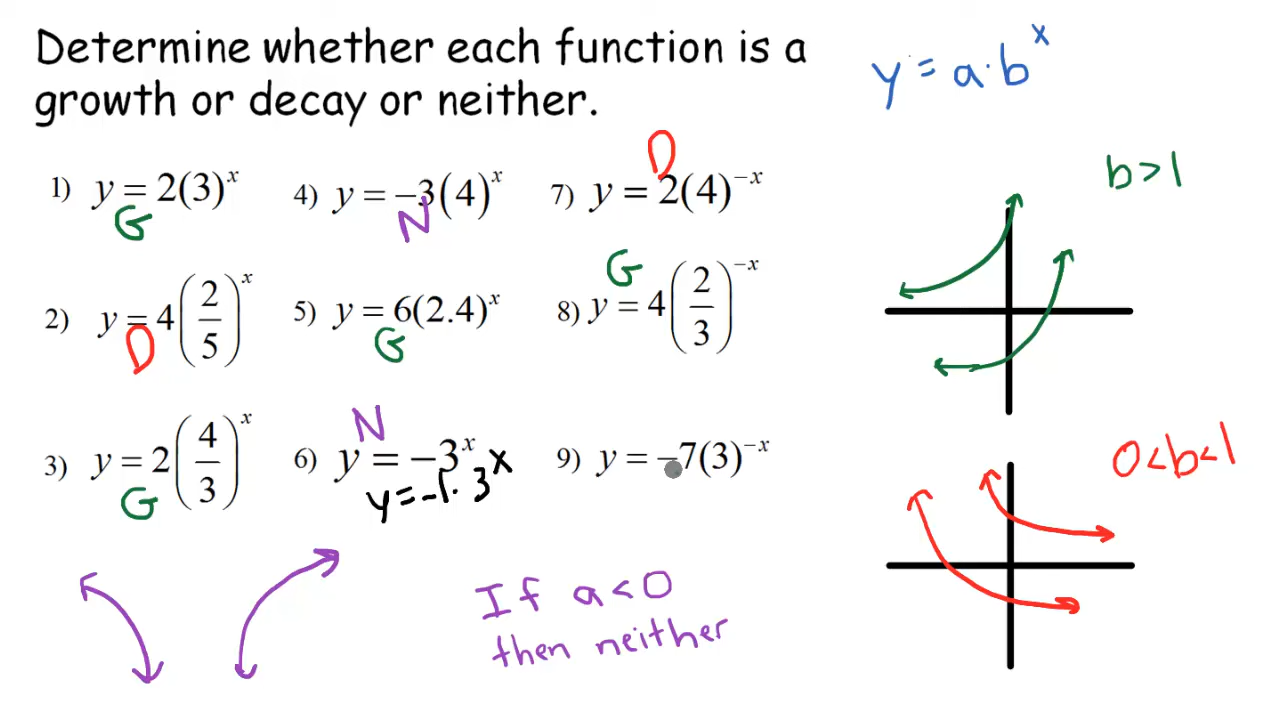 Determine whether each function is a
growth or decay or neither.
y = a · b^x
1) y = 2(3)^x
G
4) y = -3(4)^x
N
7) y = 2(4)^{-x}
D
b > 1
2) y = 4(2/5)^x
D
5) y = 6(2.4)^x
G
8) y = 4(2/3)^{-x}
G
3) y = 2(4/3)^x
G
6) y = -3^x
N
y = -1 · 3^x
9) y = -7(3)^{-x}
0 < b < 1
If a < 0
then neither